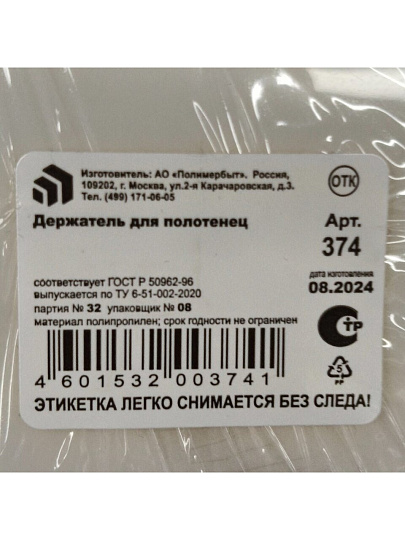 Изготовитель: АО «Полимербыт». Россия,
109202, г. Москва, ул.2-я Карачаровская, д.3.
Тел. (499) 171-06-05
ОТК
Держатель для полотенец
Арт.
374
соответствует ГОСТ Р 50962-96
выпускается по ТУ 6-51-002-2020
партия № 32 упаковщик № 08
материал полипропилен; срок годности не ограничен
дата изготовления
08.2024
СТР
4 601532 003741
5
PP
ЭТИКЕТКА ЛЕГКО СНИМАЕТСЯ БЕЗ СЛЕДА!